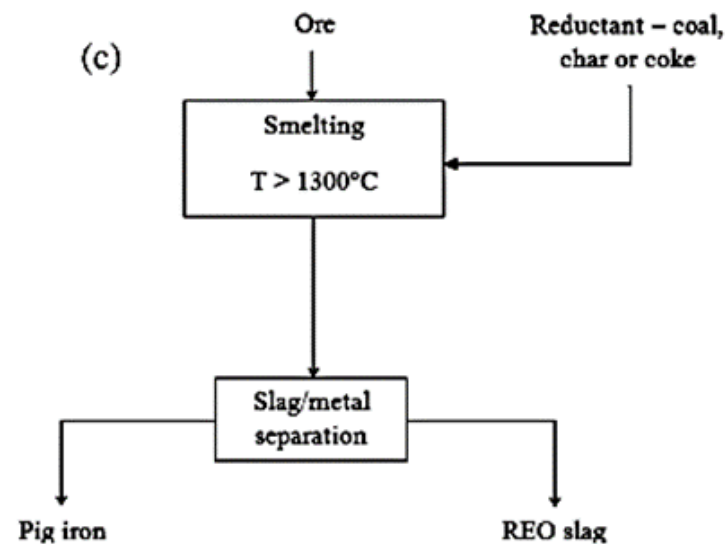 (c)
Ore
Reductant – coal,
char or coke
Smelting
T > 1300°C
Slag/metal
separation
Pig iron
REO slag